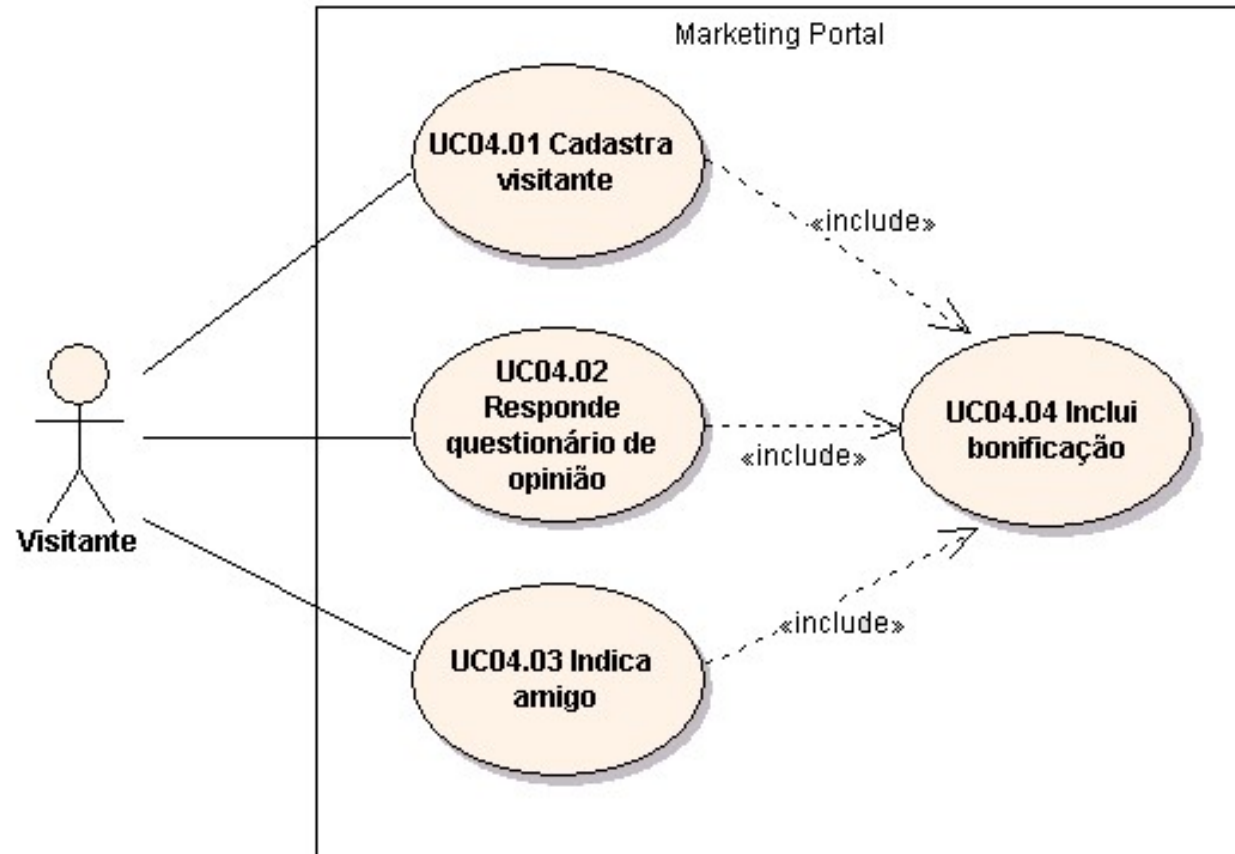 Marketing Portal
UC04.01 Cadastra
visitante
«include»
UC04.02
Responde
questionário de
opinião
«include»
UC04.04 Inclui
bonificação
Visitante
«include»
UC04.03 Indica
amigo